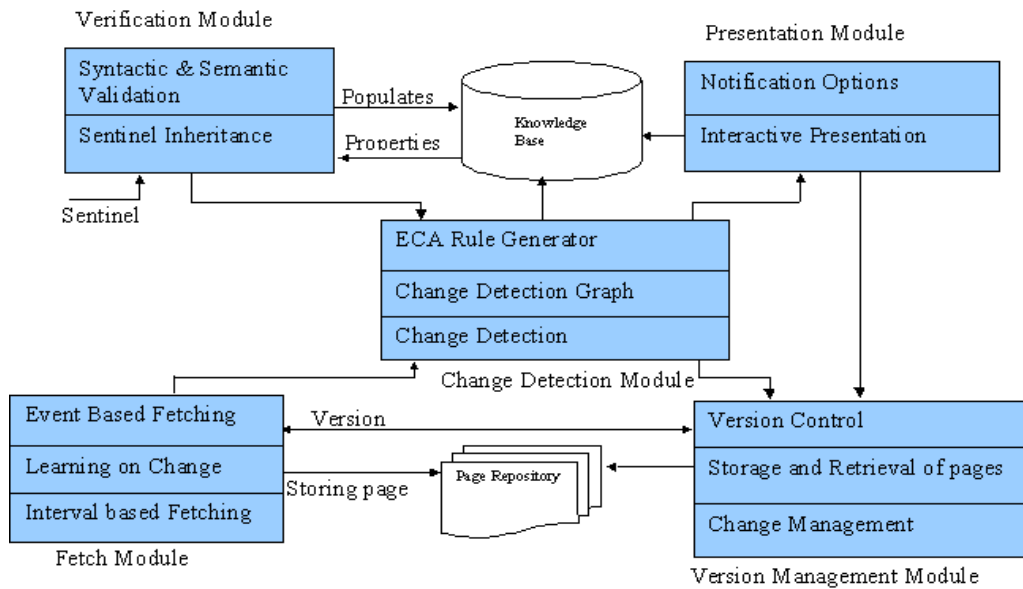 Verification Module
Presentation Module
Syntactic & Semantic
Validation
Sentinel Inheritance
Populates
Properties
Knowledge
Base
Notification Options
Interactive Presentation
Sentinel
ECA Rule Generator
Change Detection Graph
Change Detection
Change Detection Module
Event Based Fetching
Learning on Change
Interval based Fetching
Fetch Module
Version
Storing page
Page Repository
Version Control
Storage and Retrieval of pages
Change Management
Version Management Module